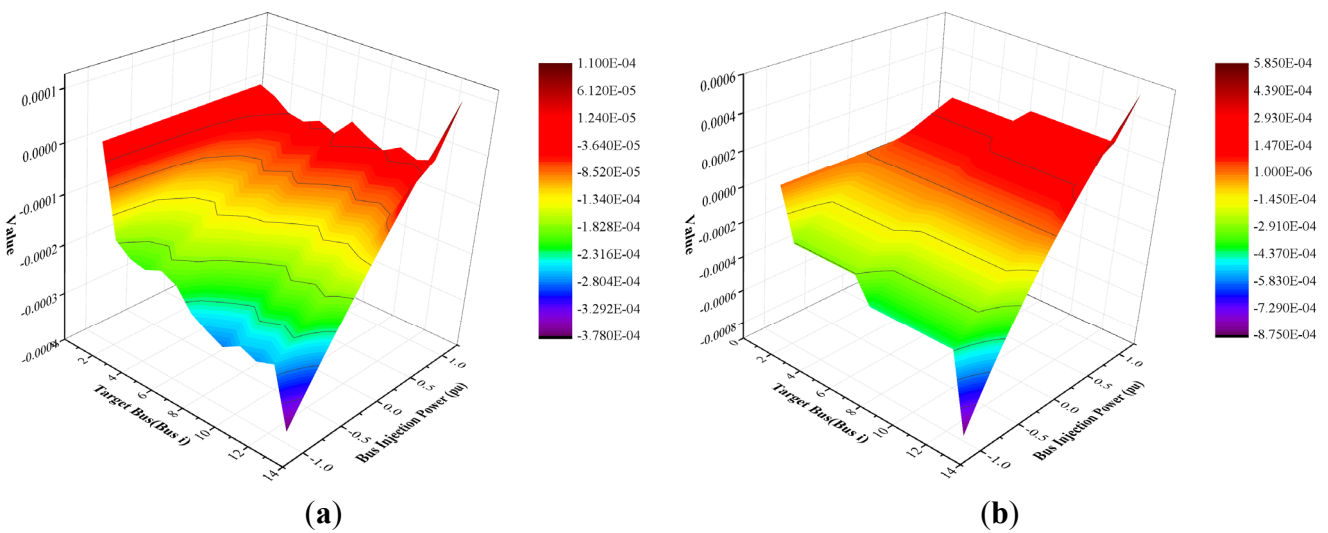 0.0001
0.0000
-0.0001
-0.0002
-0.0003
Value
2
4
6
8
10
12
14
Target Bus(Bus i)
-1.0
-0.5
0.0
0.5
1.0
Bus Injection Power (pu)
1.100E-04
6.120E-05
1.240E-05
-3.640E-05
-8.520E-05
-1.340E-04
-1.828E-04
-2.316E-04
-2.804E-04
-3.292E-04
-3.780E-04
(a)
0.0006
0.0004
0.0002
0.0000
-0.0002
-0.0004
-0.0006
-0.0008
Value
0
2
4
6
8
10
12
14
Target Bus(Bus i)
-1.0
-0.5
0.0
0.5
1.0
Bus Injection Power (pu)
5.850E-04
4.390E-04
2.930E-04
1.470E-04
1.000E-06
-1.450E-04
-2.910E-04
-4.370E-04
-5.830E-04
-7.290E-04
-8.750E-04
(b)